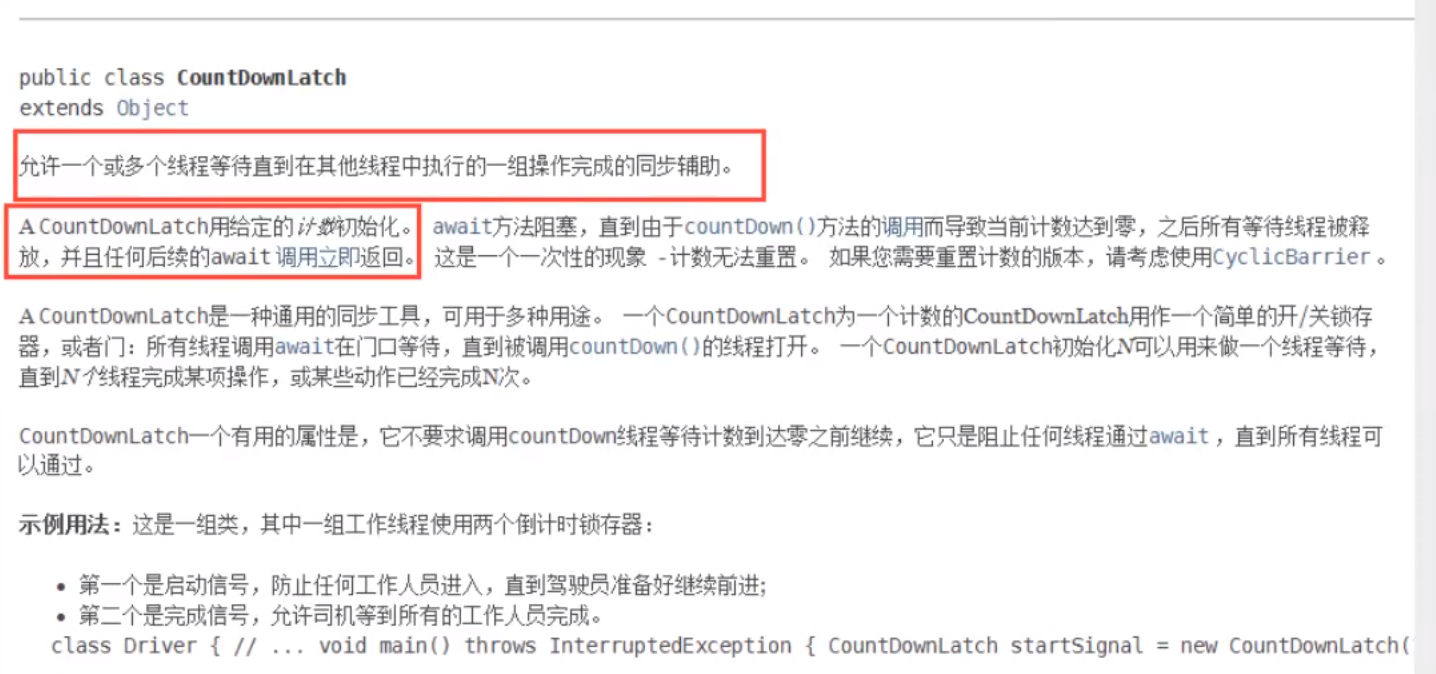 public class CountDownLatch
extends Object
允许一个或多个线程等待直到在其他线程中执行的一组操作完成的同步辅助。
A CountDownLatch用给定的计数初始化。 await方法阻塞，直到由于countDown()方法的调用而导致当前计数达到零，之后所有等待线程被释
放，并且任何后续的await 调用立即返回。 这是一个一次性的现象 - 计数无法重置。 如果您需要重置计数的版本，请考虑使用CyclicBarrier 。
A CountDownLatch是一种通用的同步工具，可用于多种用途。 一个CountDownLatch为一个计数的CountDownLatch用作一个简单的开/关锁存
器，或者门：所有线程调用await在门口等待，直到被调用countDown()的线程打开。 一个CountDownLatch初始化N可以用来做一个线程等待，
直到N个线程完成某项操作，或某些动作已经完成N次。
CountDownLatch一个有用的属性是，它不要求调用countDown线程等待计数到达零之前继续，它只是阻止任何线程通过await ，直到所有线程可
以通过。
示例用法：这是一组类，其中一组工作线程使用两个倒计时锁存器：
• 第一个是启动信号，防止任何工作人员进入，直到驾驶员准备好继续前进;
• 第二个是完成信号，允许司机等到所有的工作人员完成。
class Driver { // ... void main() throws InterruptedException { CountDownLatch startSignal = new CountDownLatch(